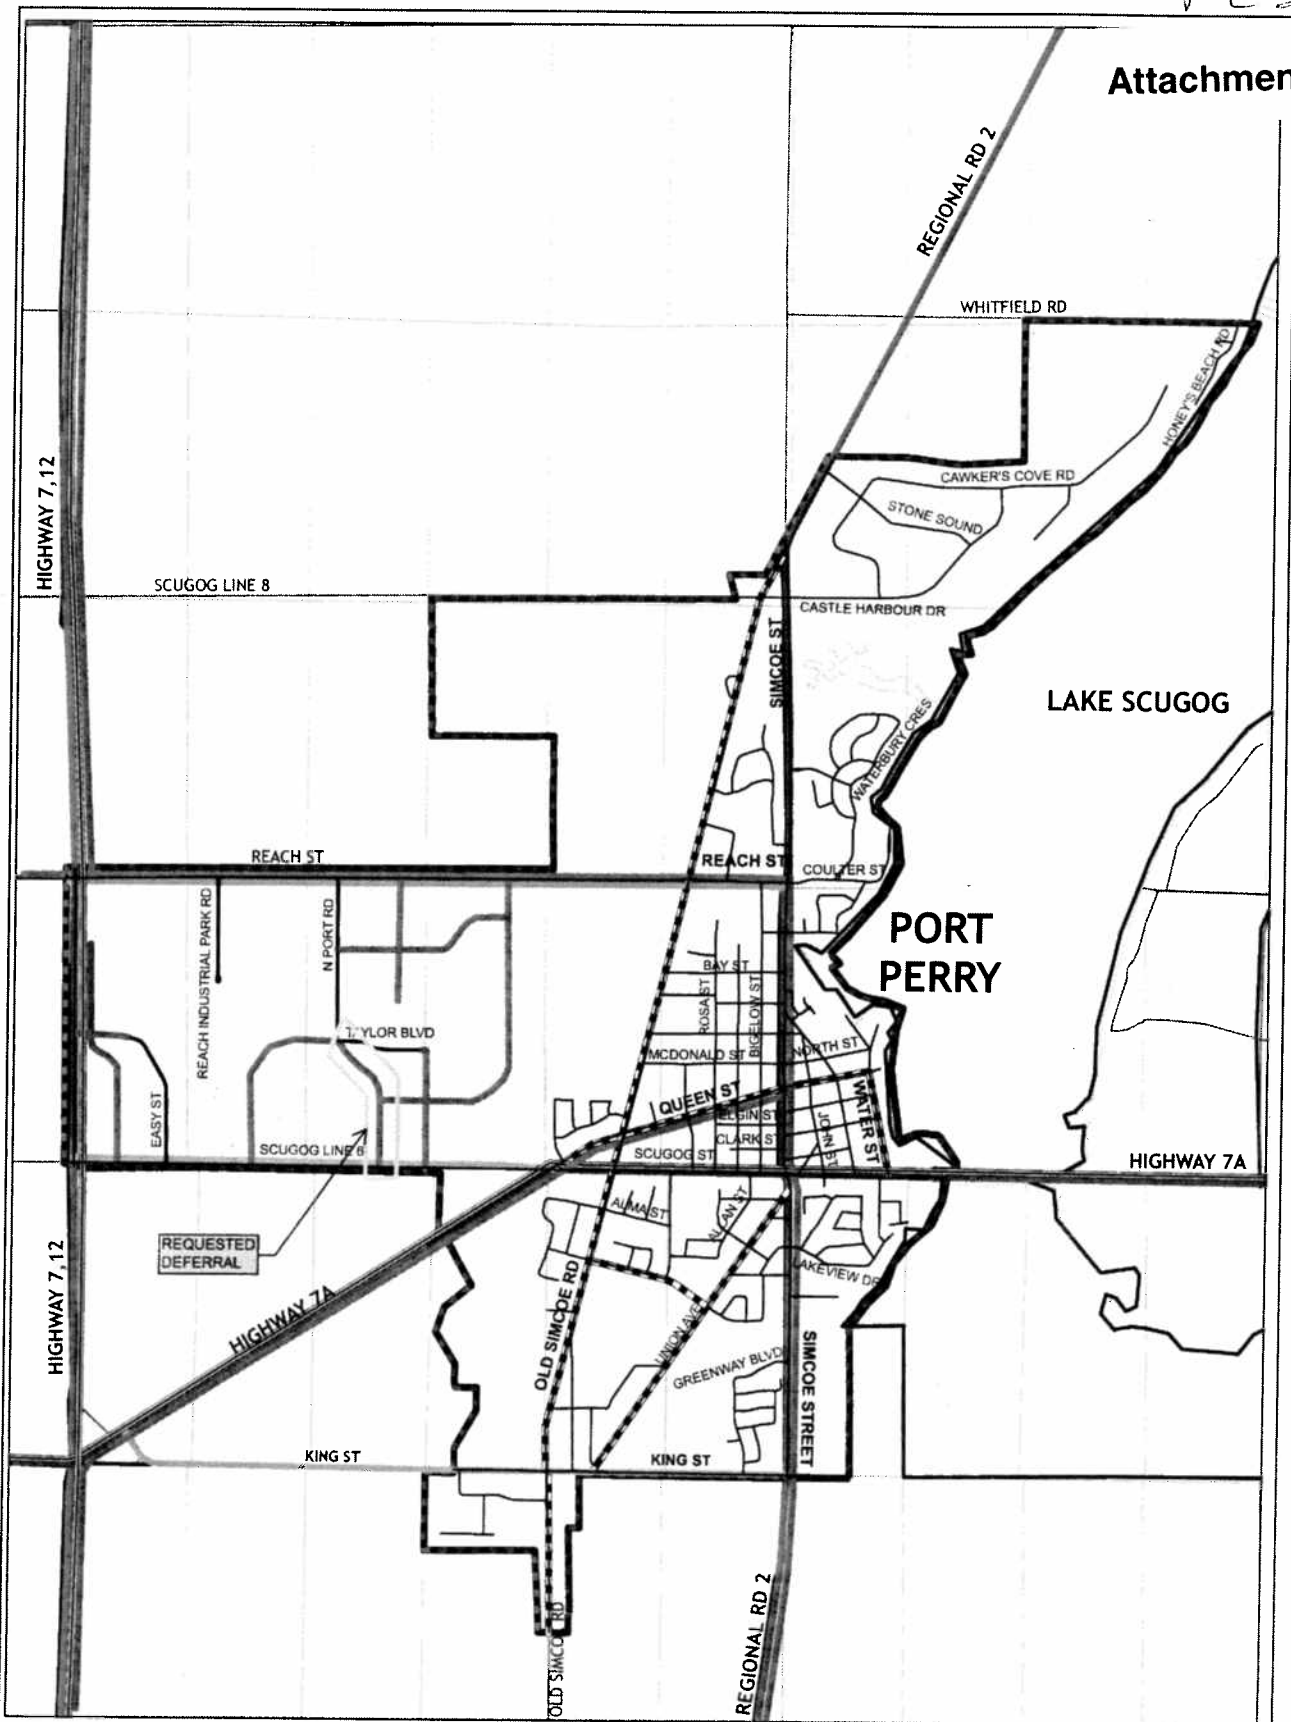 Attachmen
REGIONAL RD 2
WHITFIELD RD
HONEY'S BEACH RD
HIGHWAY 7,12
CAWKER'S COVE RD
STONE SOUND
SCUGOG LINE 8
CASTLE HARBOUR DR
SIMCOE ST
LAKE SCUGOG
WATERBURY CRES
REACH ST
REACH ST
COULTER ST
REACH INDUSTRIAL PARK RD
N PORT RD
PORT
PERRY
BAY ST
ROSA ST
BIGELOW ST
TAYLOR BLVD
MCDONALD ST
NORTH ST
QUEEN ST
WATER ST
EASY ST
ELGIN ST
JOHN ST
CLARK ST
SCUGOG LINE 6
SCUGOG ST
HIGHWAY 7A
ALMA ST
ALLAN ST
REQUESTED
DEFERRAL
HIGHWAY 7,12
LAKEVIEW DR
HIGHWAY 7A
OLD SIMCOE RD
UNION AVE
GREENWAY BLVD
SIMCOE STREET
KING ST
KING ST
OLD SIMCO RD
REGIONAL RD 2